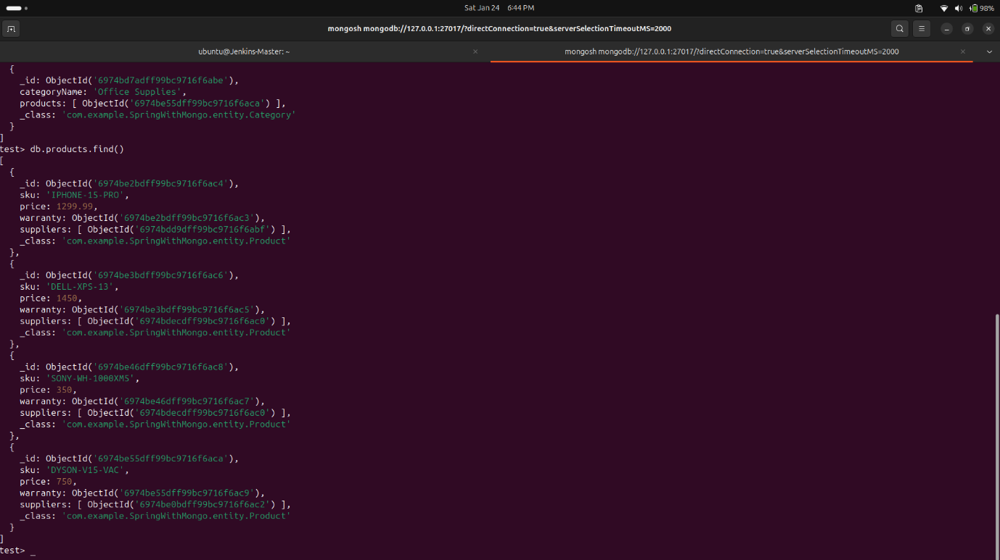 Sat Jan 24 6:44 PM
98%
mongosh mongodb://127.0.0.1:27017/?directConnection=true&serverSelectionTimeoutMS=2000
ubuntu@Jenkins-Master: ~
mongosh mongodb://127.0.0.1:27017/?directConnection=true&serverSelectionTimeoutMS=2000
  {
    _id: ObjectId('6974bd7adff99bc9716f6abe'),
    categoryName: 'Office Supplies',
    products: [ ObjectId('6974be55dff99bc9716f6aca') ],
    _class: 'com.example.SpringWithMongo.entity.Category'
  }
]
test> db.products.find()
[
  {
    _id: ObjectId('6974be2bdff99bc9716f6ac4'),
    sku: 'IPHONE-15-PRO',
    price: 1299.99,
    warranty: ObjectId('6974be2bdff99bc9716f6ac3'),
    suppliers: [ ObjectId('6974bdd9dff99bc9716f6abf') ],
    _class: 'com.example.SpringWithMongo.entity.Product'
  },
  {
    _id: ObjectId('6974be3bdff99bc9716f6ac6'),
    sku: 'DELL-XPS-13',
    price: 1450,
    warranty: ObjectId('6974be3bdff99bc9716f6ac5'),
    suppliers: [ ObjectId('6974bdecdff99bc9716f6ac0') ],
    _class: 'com.example.SpringWithMongo.entity.Product'
  },
  {
    _id: ObjectId('6974be46dff99bc9716f6ac8'),
    sku: 'SONY-WH-1000XM5',
    price: 350,
    warranty: ObjectId('6974be46dff99bc9716f6ac7'),
    suppliers: [ ObjectId('6974bdecdff99bc9716f6ac0') ],
    _class: 'com.example.SpringWithMongo.entity.Product'
  },
  {
    _id: ObjectId('6974be55dff99bc9716f6aca'),
    sku: 'DYSON-V15-VAC',
    price: 750,
    warranty: ObjectId('6974be55dff99bc9716f6ac9'),
    suppliers: [ ObjectId('6974be0bdff99bc9716f6ac2') ],
    _class: 'com.example.SpringWithMongo.entity.Product'
  }
]
test> _